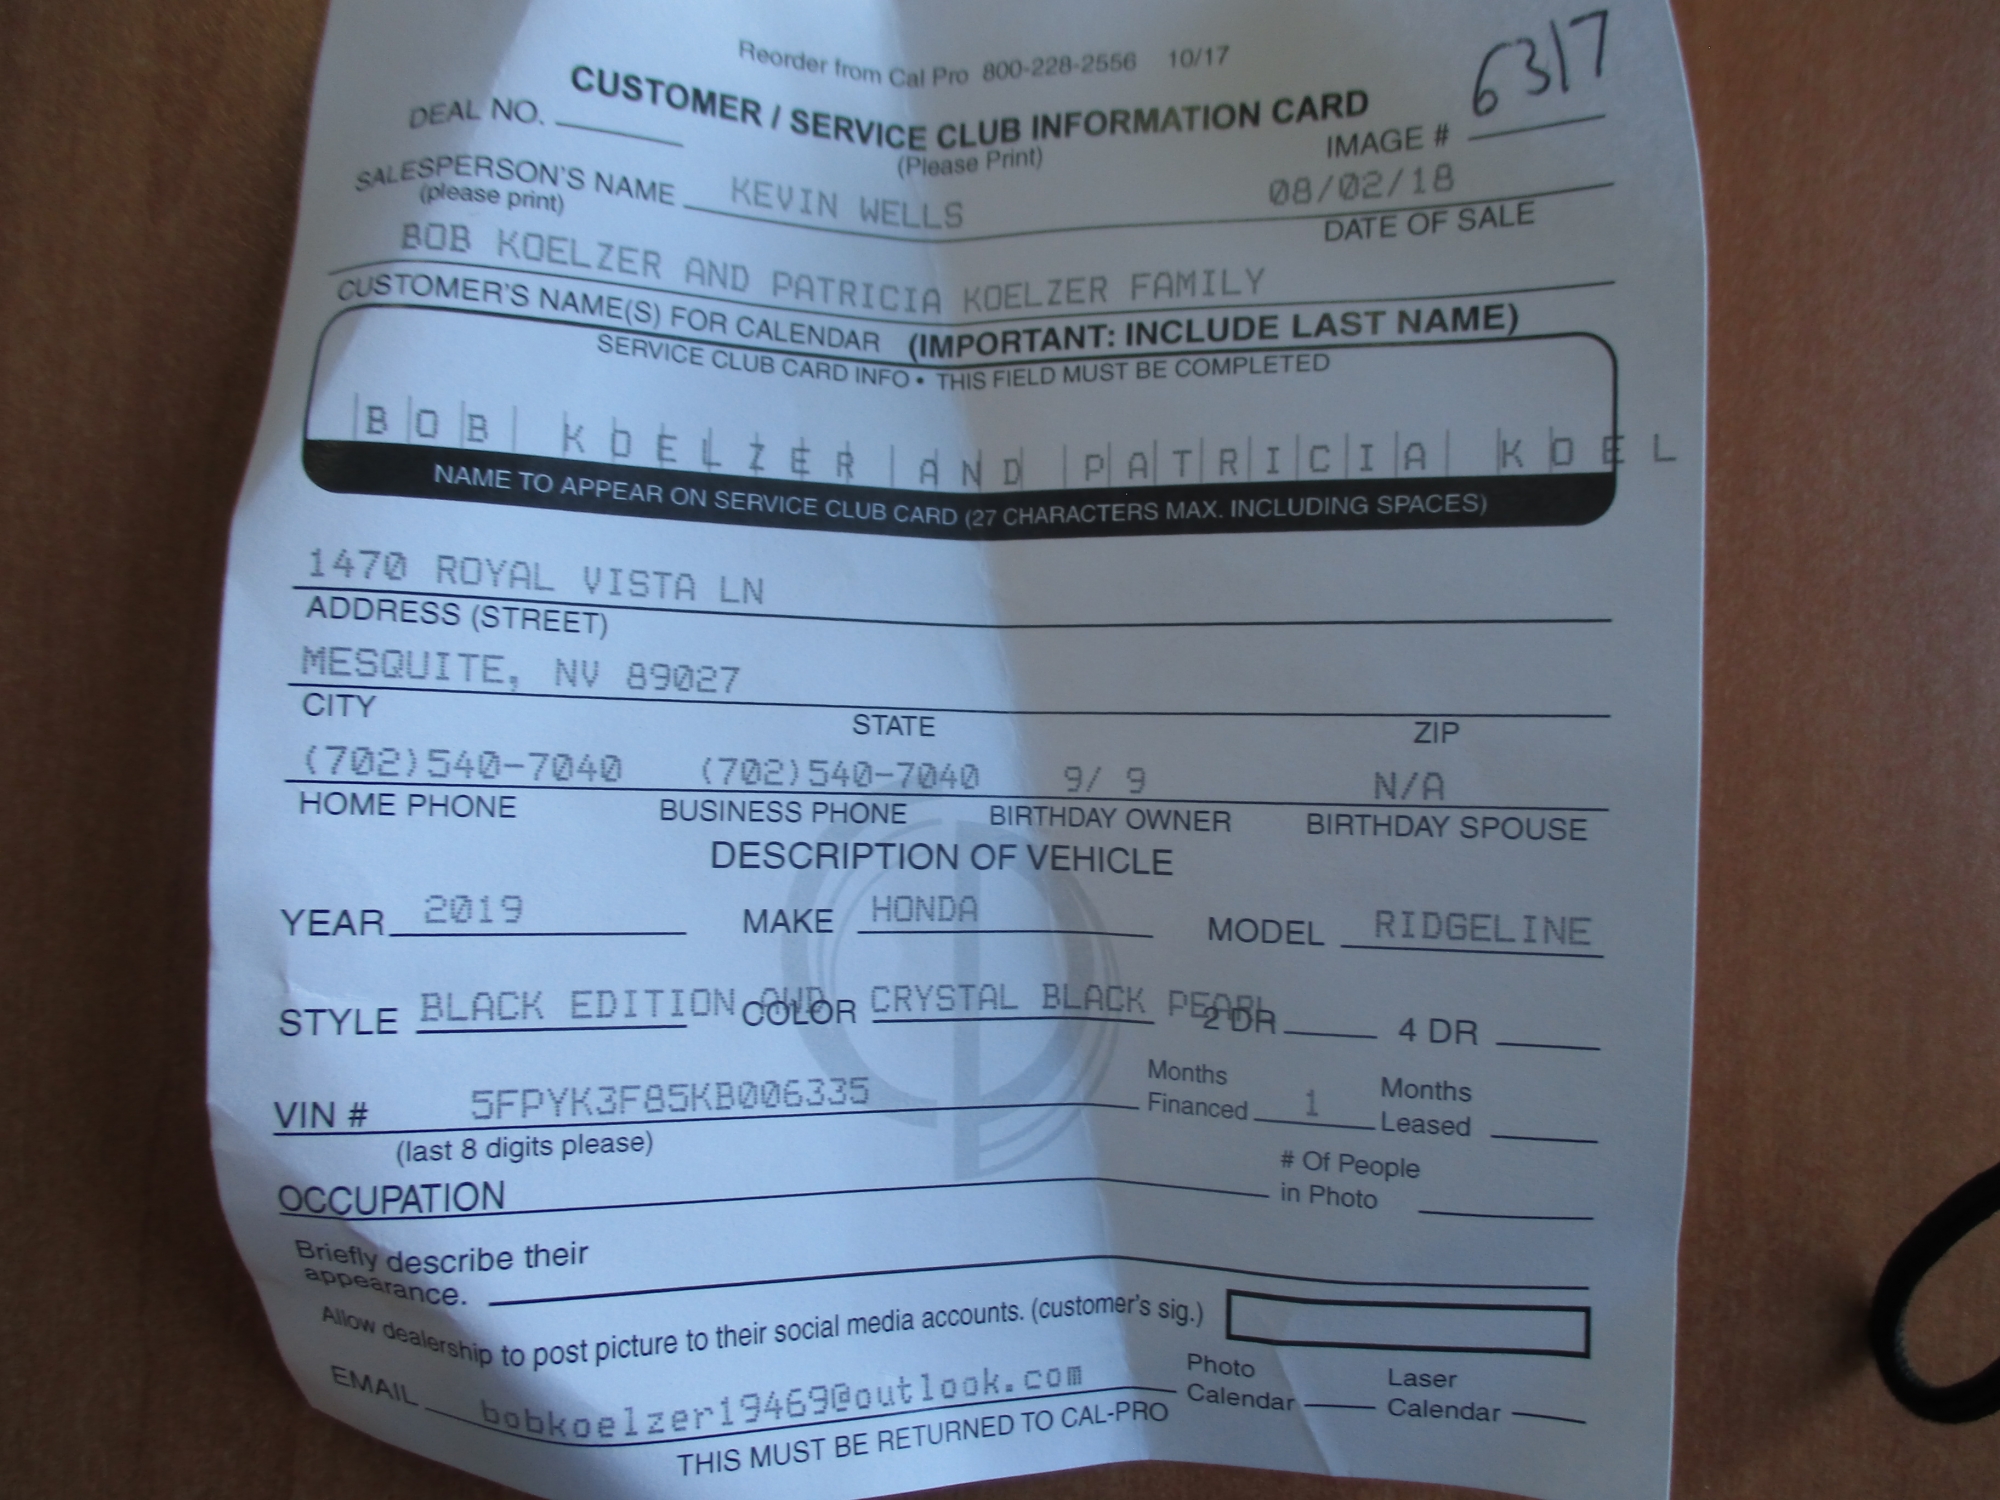 Reorder from Cal Pro 800-228-2556 10/17
6317
CUSTOMER / SERVICE CLUB INFORMATION CARD
DEAL NO.
(Please Print)
IMAGE #
SALESPERSON'S NAME KEVIN WELLS 08/02/18
(please print)
DATE OF SALE
BOB KOELZER AND PATRICIA KOELZER FAMILY
CUSTOMER'S NAME(S) FOR CALENDAR (IMPORTANT: INCLUDE LAST NAME)
SERVICE CLUB CARD INFO • THIS FIELD MUST BE COMPLETED
BOB KOELZER AND PATRICIA KOEL
NAME TO APPEAR ON SERVICE CLUB CARD (27 CHARACTERS MAX. INCLUDING SPACES)
1470 ROYAL VISTA LN
ADDRESS (STREET)
MESQUITE, NV 89027
CITY STATE ZIP
(702)540-7040 (702)540-7040 9/ 9 N/A
HOME PHONE BUSINESS PHONE BIRTHDAY OWNER BIRTHDAY SPOUSE
DESCRIPTION OF VEHICLE
YEAR 2019 MAKE HONDA MODEL RIDGELINE
STYLE BLACK EDITION AWD COLOR CRYSTAL BLACK PEARL 2 DR 4 DR
VIN # 5FPYK3F85KB006335
(last 8 digits please)
Months Financed 1 Months Leased
OCCUPATION
# Of People in Photo
Briefly describe their
appearance.
Allow dealership to post picture to their social media accounts. (customer's sig.)
EMAIL bobkoelzer19469@outlook.com
Photo Calendar Laser Calendar
THIS MUST BE RETURNED TO CAL-PRO